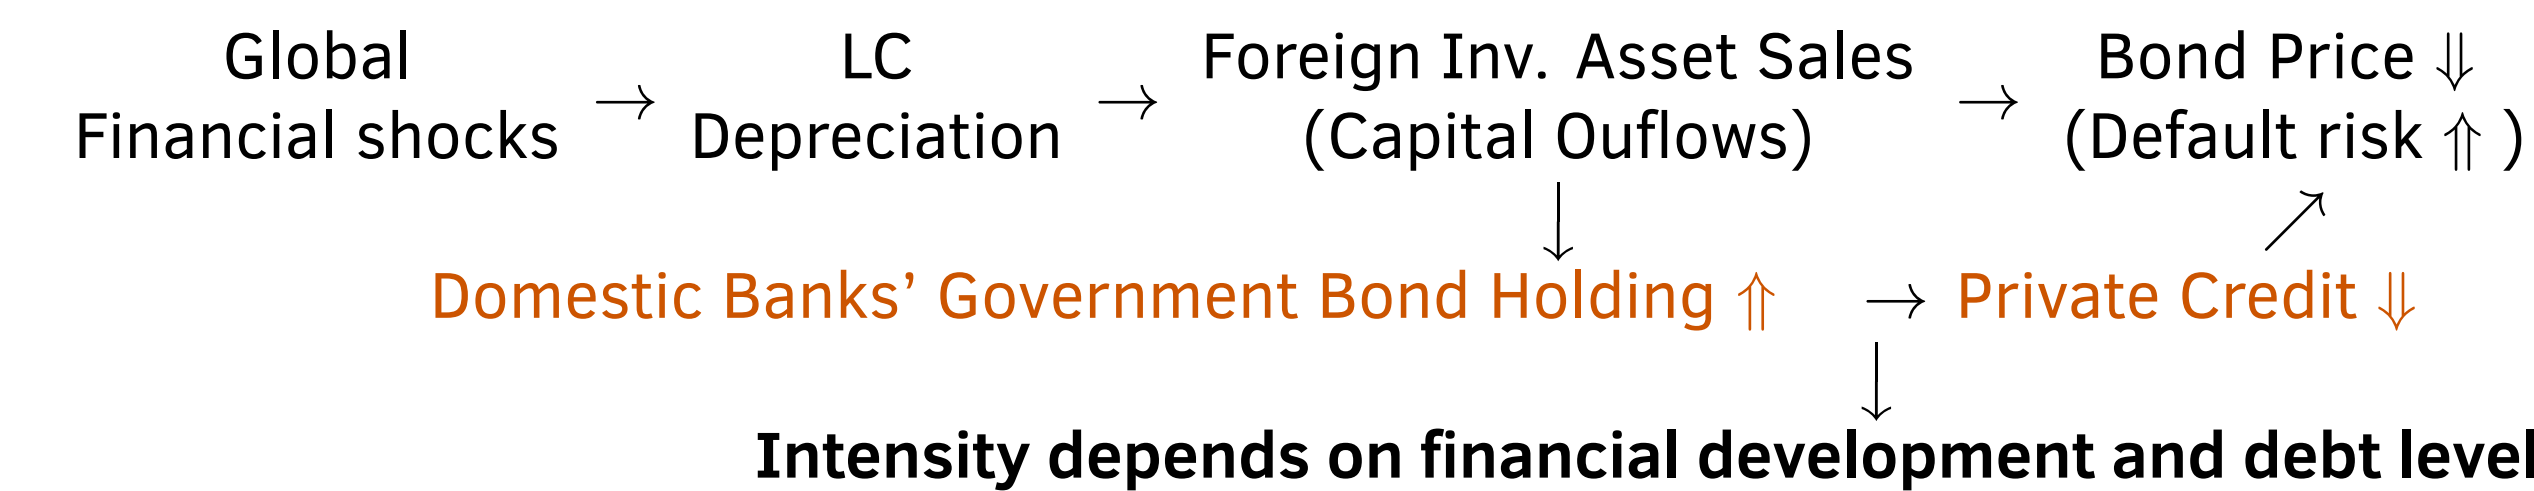 Global LC Foreign Inv. Asset Sales Bond Price ⇓
→ → →
Financial shocks Depreciation (Capital Ouflows) (Default risk ⇑ )
↓ ↗
Domestic Banks’ Government Bond Holding ⇑ → Private Credit ⇓
↓
Intensity depends on financial development and debt level